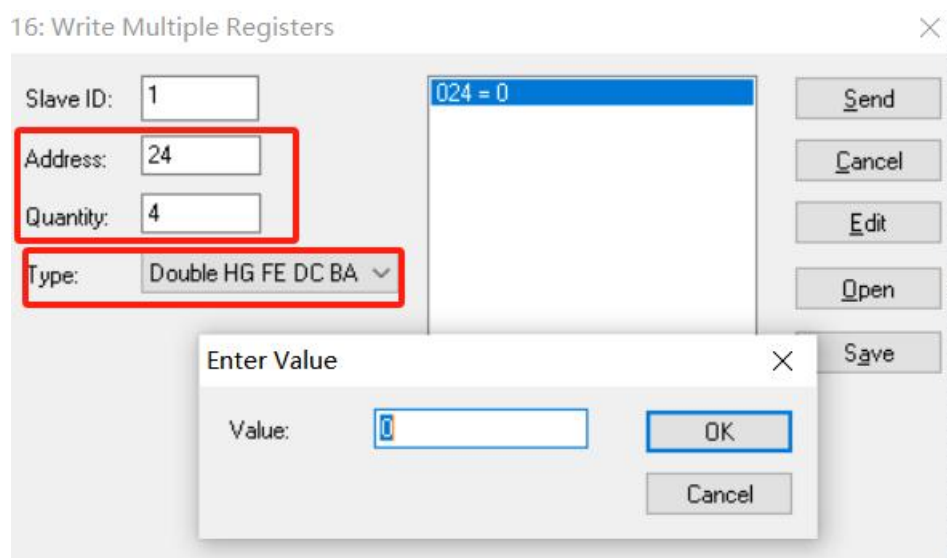 16: Write Multiple Registers
Slave ID: 1
024 = 0
Send
Address: 24
Cancel
Quantity: 4
Edit
Type: Double HG FE DC BA
Open
Save
Enter Value
Value: 0
OK
Cancel